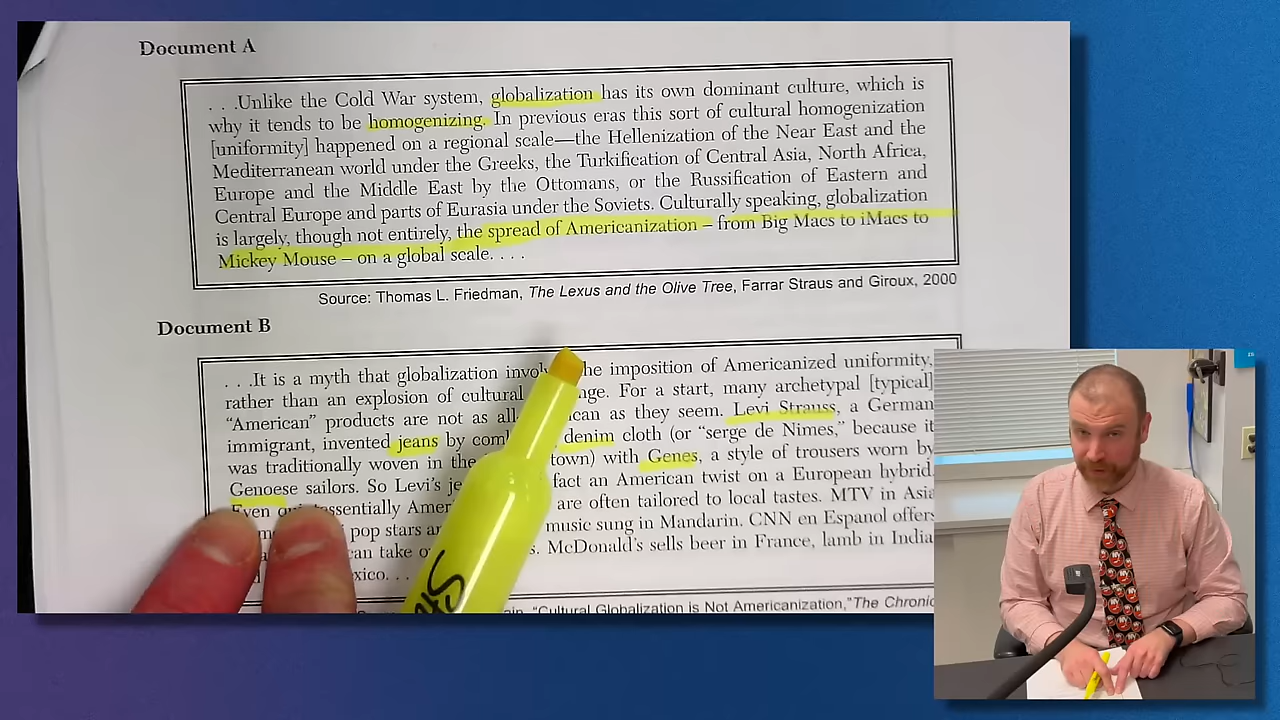 Document A
. . .Unlike the Cold War system, globalization has its own dominant culture, which is
why it tends to be homogenizing. In previous eras this sort of cultural homogenization
[uniformity] happened on a regional scale—the Hellenization of the Near East and the
Mediterranean world under the Greeks, the Turkification of Central Asia, North Africa,
Europe and the Middle East by the Ottomans, or the Russification of Eastern and
Central Europe and parts of Eurasia under the Soviets. Culturally speaking, globalization
is largely, though not entirely, the spread of Americanization – from Big Macs to iMacs to
Mickey Mouse – on a global scale. . . .
Source: Thomas L. Friedman, The Lexus and the Olive Tree, Farrar Straus and Giroux, 2000
Document B
. . .It is a myth that globalization the imposition of Americanized uniformity,
rather than an explosion of cultural For a start, many archetypal [typical]
"American" products are not as as they seem. Levi Strauss, a German
immigrant, invented jeans by denim cloth (or "serge de Nimes," because it
was traditionally woven in the town) with Genes, a style of trousers worn by
Genoese sailors. So Levi's fact an American twist on a European hybrid.
Even are often tailored to local tastes. MTV in Asia
pop stars music sung in Mandarin. CNN en Espanol offers
can take McDonald's sells beer in France, lamb in India
"Cultural Globalization is Not Americanization," The